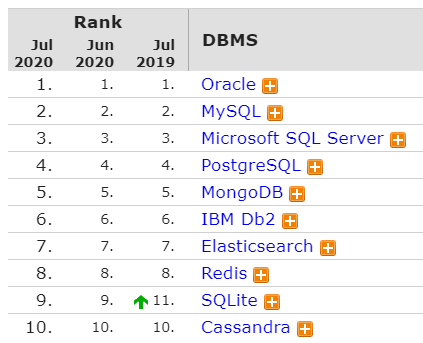 Rank
DBMS
Jul 2020 Jun 2020 Jul 2019
1. 1. 1. Oracle
2. 2. 2. MySQL
3. 3. 3. Microsoft SQL Server
4. 4. 4. PostgreSQL
5. 5. 5. MongoDB
6. 6. 6. IBM Db2
7. 7. 7. Elasticsearch
8. 8. 8. Redis
9. 9. 11. SQLite
10. 10. 10. Cassandra